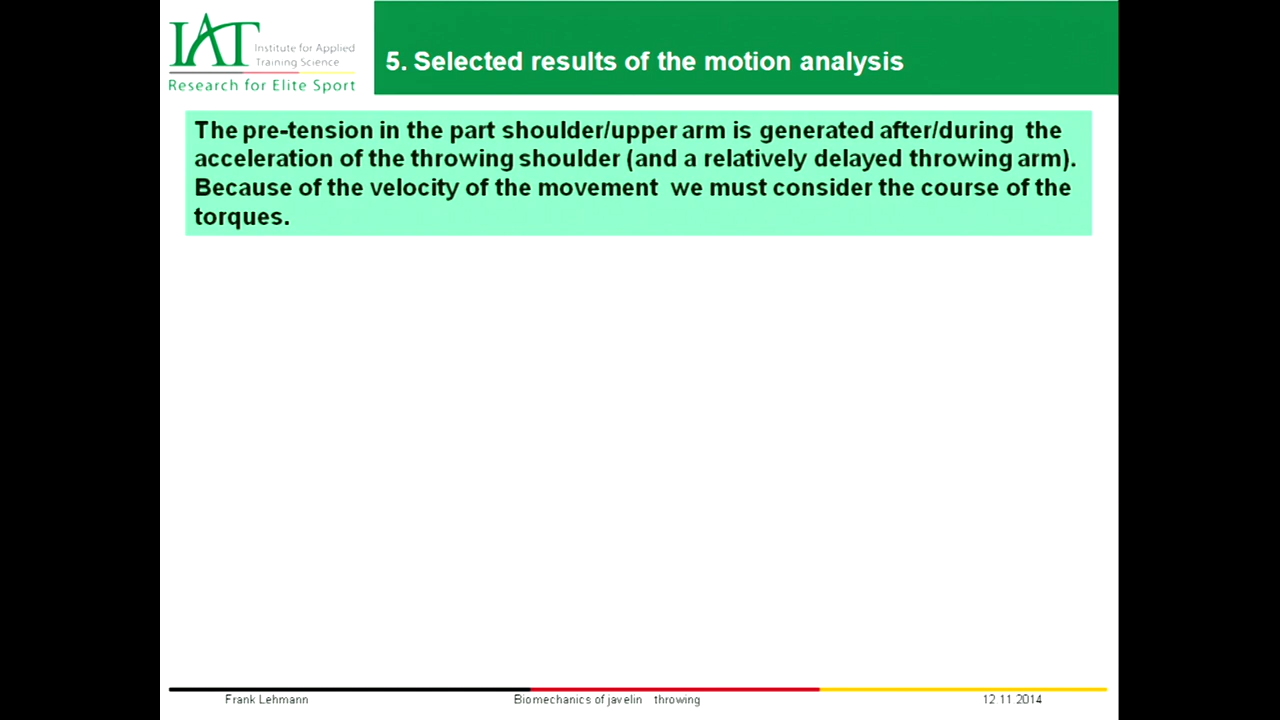 IAT Institute for Applied
Training Science
Research for Elite Sport
5. Selected results of the motion analysis
The pre-tension in the part shoulder/upper arm is generated after/during the
acceleration of the throwing shoulder (and a relatively delayed throwing arm).
Because of the velocity of the movement we must consider the course of the
torques.
Frank Lehmann Biomechanics of javelin throwing 12.11.2014